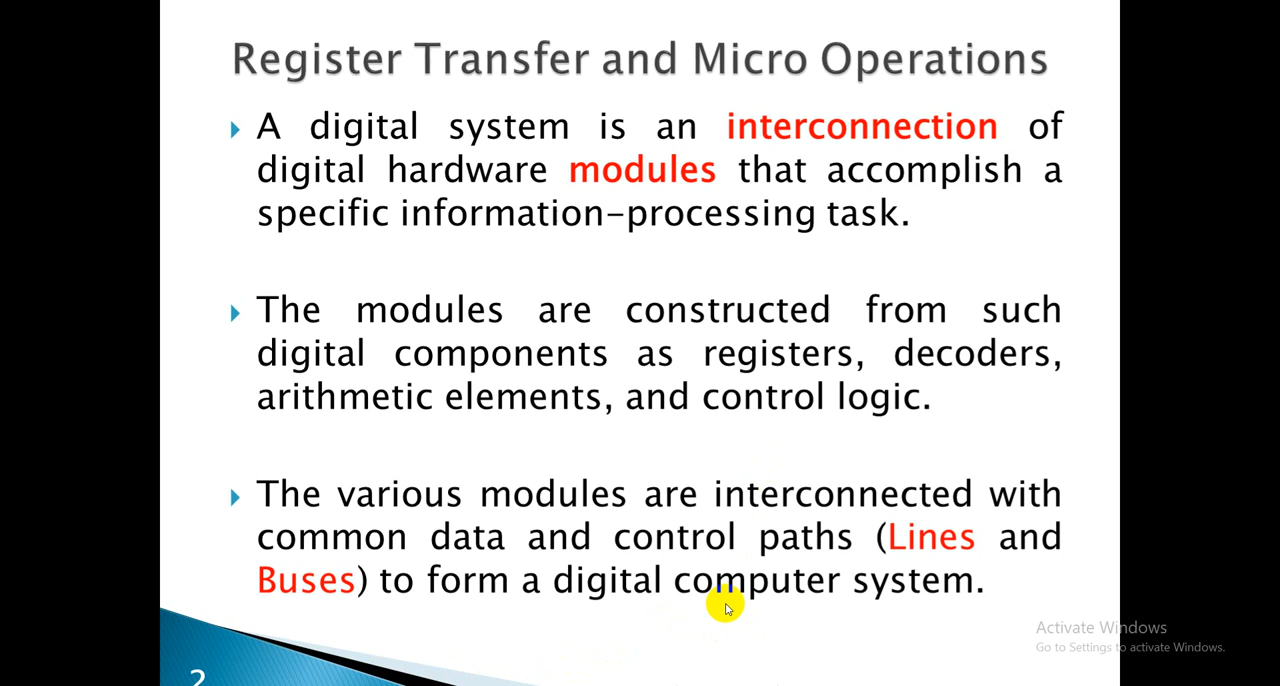 Register Transfer and Micro Operations
A digital system is an interconnection of
digital hardware modules that accomplish a
specific information-processing task.
The modules are constructed from such
digital components as registers, decoders,
arithmetic elements, and control logic.
The various modules are interconnected with
common data and control paths (Lines and
Buses) to form a digital computer system.
Activate Windows
Go to Settings to activate Windows.
2